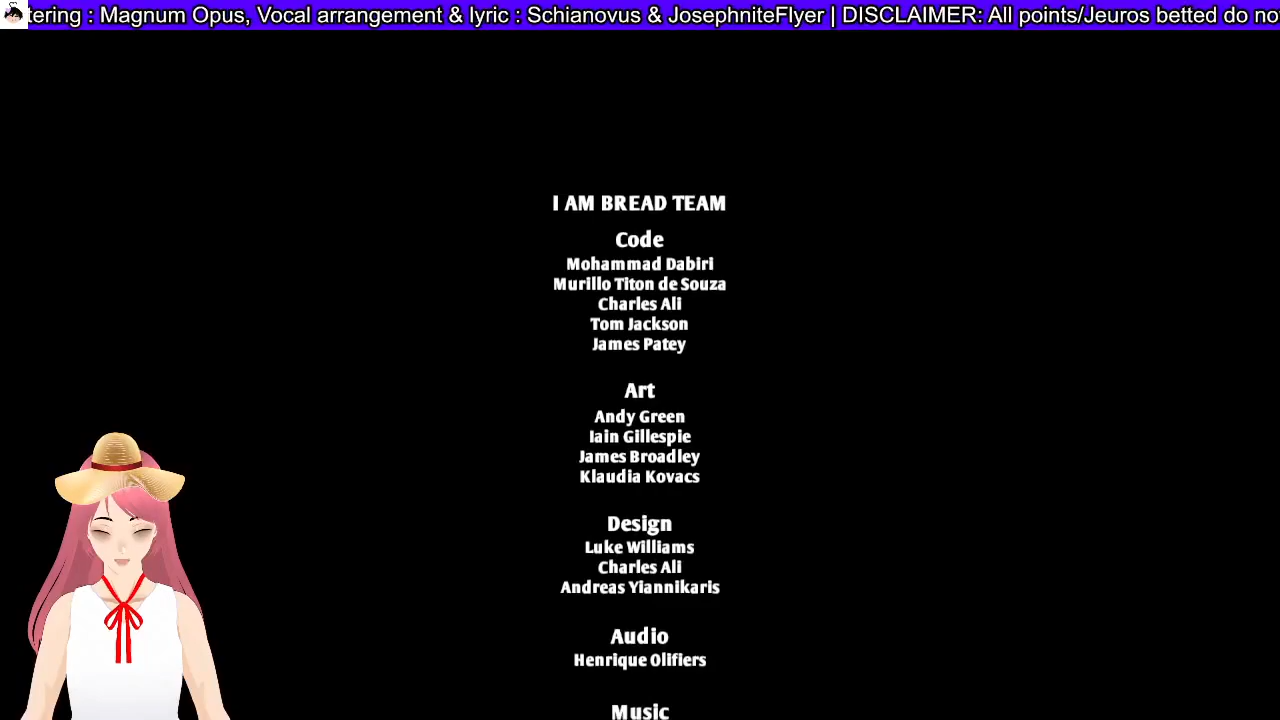 tering : Magnum Opus, Vocal arrangement & lyric : Schianovus & JosephniteFlyer | DISCLAIMER: All points/Jeuros betted do no
I AM BREAD TEAM
Code
Mohammad Dabiri
Murillo Titon de Souza
Charles Ali
Tom Jackson
James Patey
Art
Andy Green
Iain Gillespie
James Broadley
Klaudia Kovacs
Design
Luke Williams
Charles Ali
Andreas Yiannikaris
Audio
Henrique Olifiers
Music